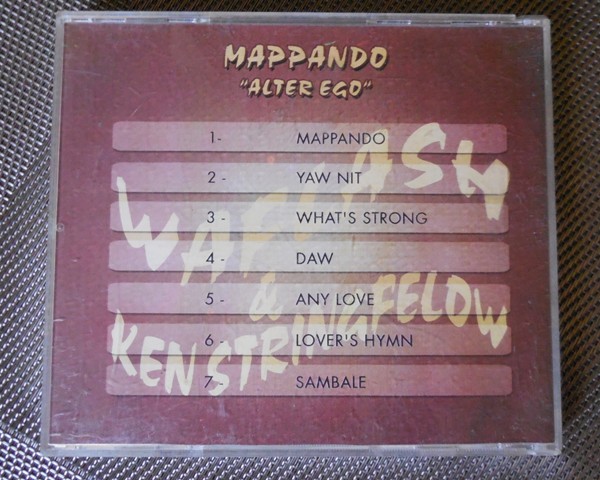 MAPPANDO
"ALTER EGO"
1- MAPPANDO
2 - YAW NIT
3 - WHAT'S STRONG
4 - DAW
5 - ANY LOVE
6 - LOVER'S HYMN
7 - SAMBALE
WAFLASH
&
KEN STRINGFELOW